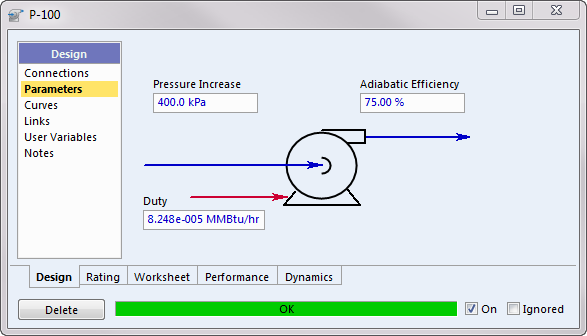 P-100
Design
Connections
Parameters
Curves
Links
User Variables
Notes
Pressure Increase
400.0 kPa
Adiabatic Efficiency
75.00 %
Duty
8.248e-005 MMBtu/hr
Design Rating Worksheet Performance Dynamics
Delete OK On Ignored